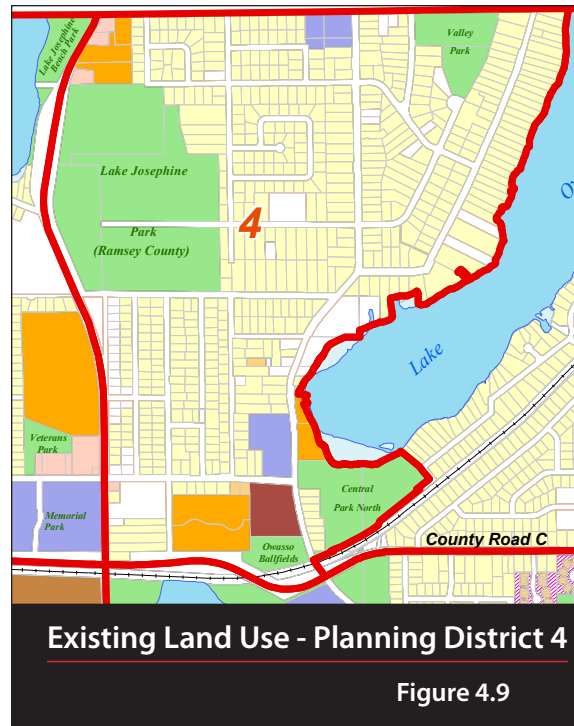 Lake Josephine
Beach Park
Valley
Park
Lake Josephine
Park
(Ramsey County)
4
Lake
Veterans
Park
Memorial
Park
Central
Park North
Owasso
Ballfields
County Road C
Existing Land Use - Planning District 4
Figure 4.9